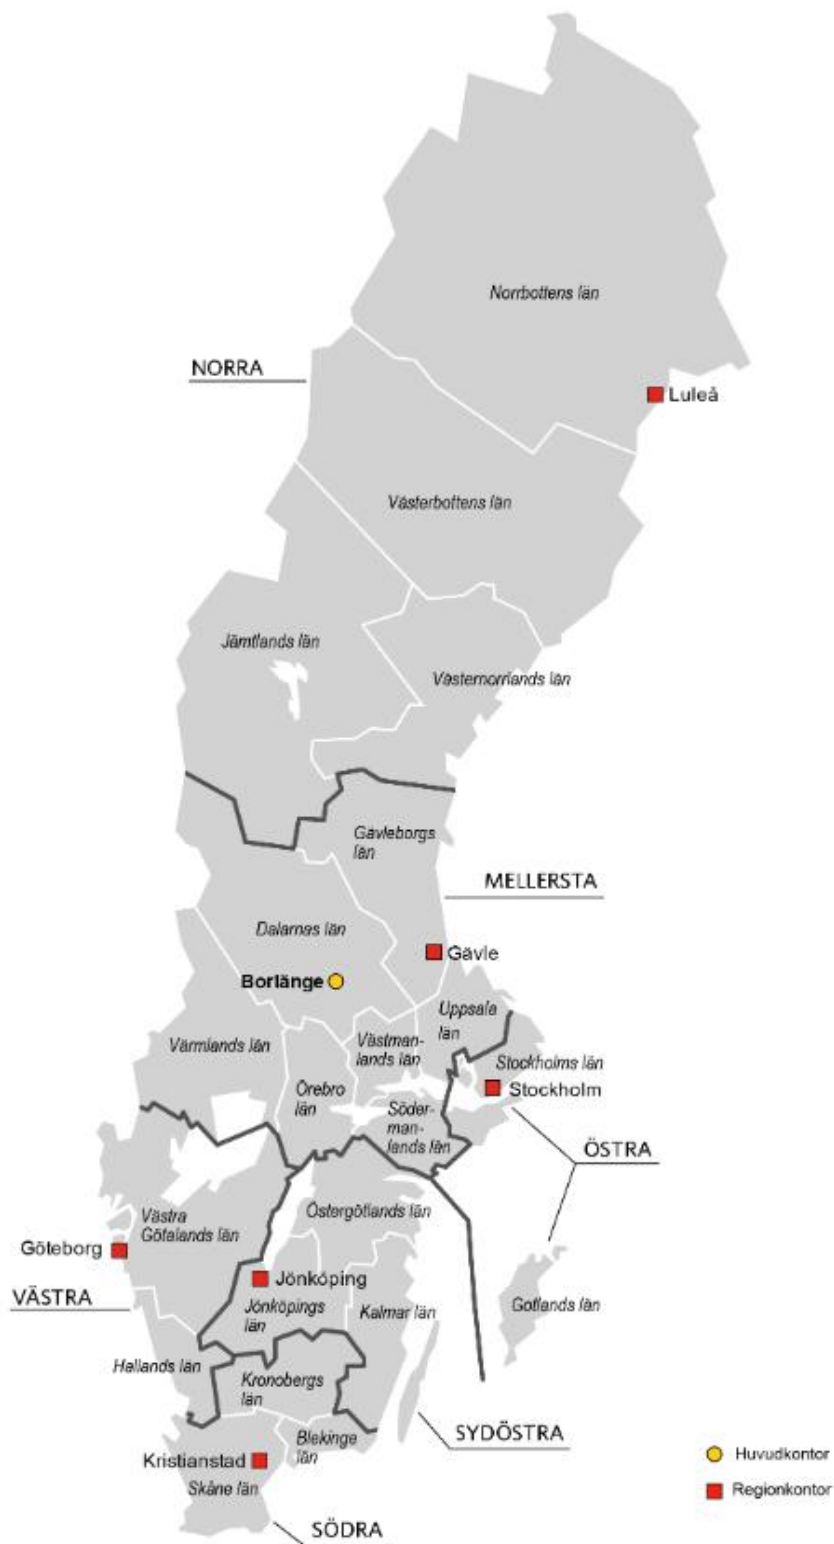 Norrbottens län
NORRA
Luleå
Västerbottens län
Jämtlands län
Västernorrlands län
Gävleborgs
län
MELLERSTA
Dalarnas län
Gävle
Borlänge
Uppsala
län
Västman-
lands län
Värmlands län
Stockholms län
Örebro
län
Stockholm
Söder-
man-
lands län
ÖSTRA
Östergötlands län
Västra
Götalands län
Göteborg
Jönköping
VÄSTRA
Jönköpings
län
Kalmar län
Gotlands län
Hallands län
Kronobergs
län
SYDÖSTRA
Blekinge
län
Kristianstad
Skåne län
SÖDRA
Huvudkontor
Regionkontor